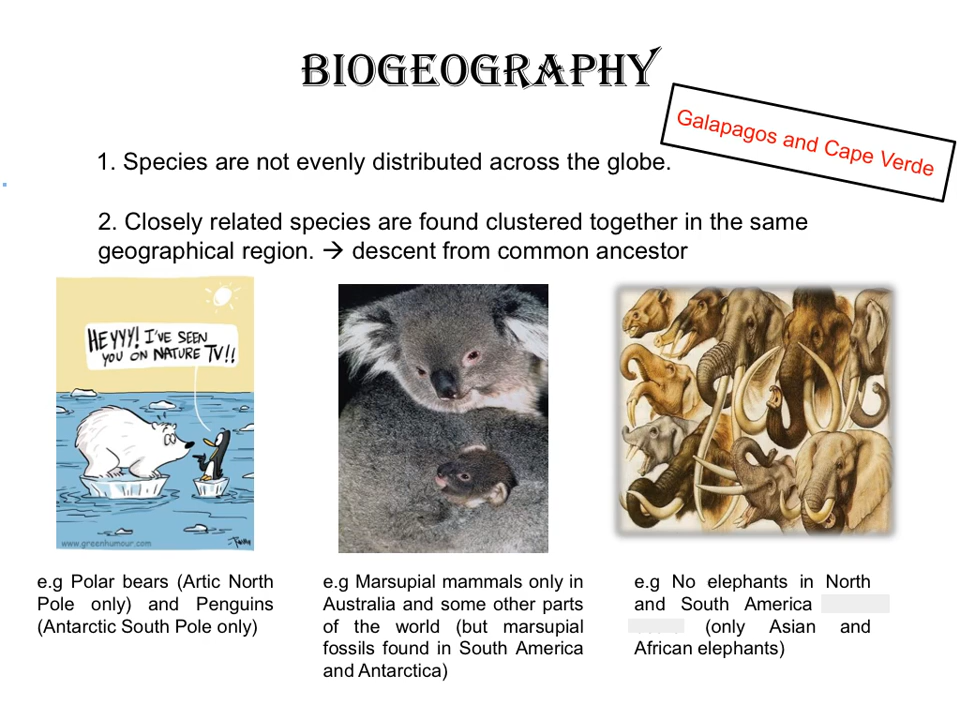 BIOGEOGRAPHY
Galapagos and Cape Verde
1. Species are not evenly distributed across the globe.
2. Closely related species are found clustered together in the same
geographical region. → descent from common ancestor
HEYYY! I'VE SEEN
YOU ON NATURE TV!!
www.greenhumour.com
e.g Polar bears (Artic North
Pole only) and Penguins
(Antarctic South Pole only)
e.g Marsupial mammals only in
Australia and some other parts
of the world (but marsupial
fossils found in South America
and Antarctica)
e.g No elephants in North
and South America
(only Asian and
African elephants)